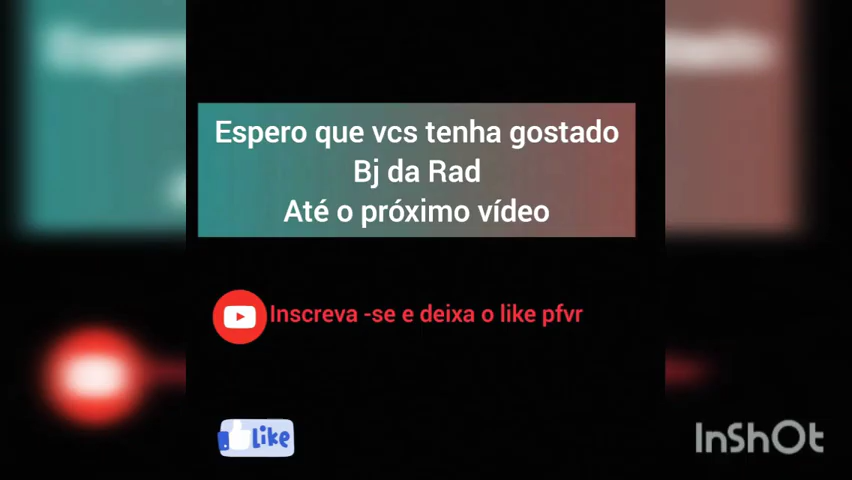 Espero que vcs tenha gostado
Bj da Rad
Até o próximo vídeo
Inscreva -se e deixa o like pfvr
Like
InShOt